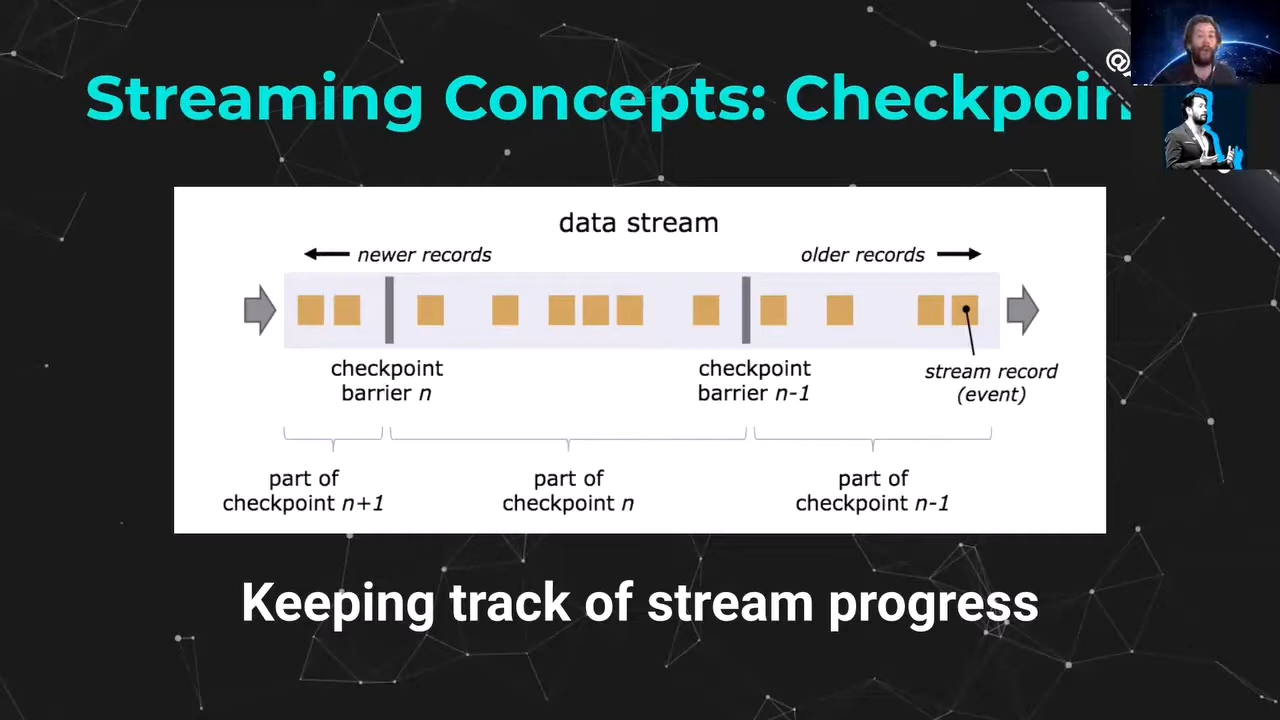 Streaming Concepts: Checkpoin
@
data stream
newer records
older records
checkpoint
barrier n
checkpoint
barrier n-1
stream record
(event)
part of
checkpoint n+1
part of
checkpoint n
part of
checkpoint n-1
Keeping track of stream progress